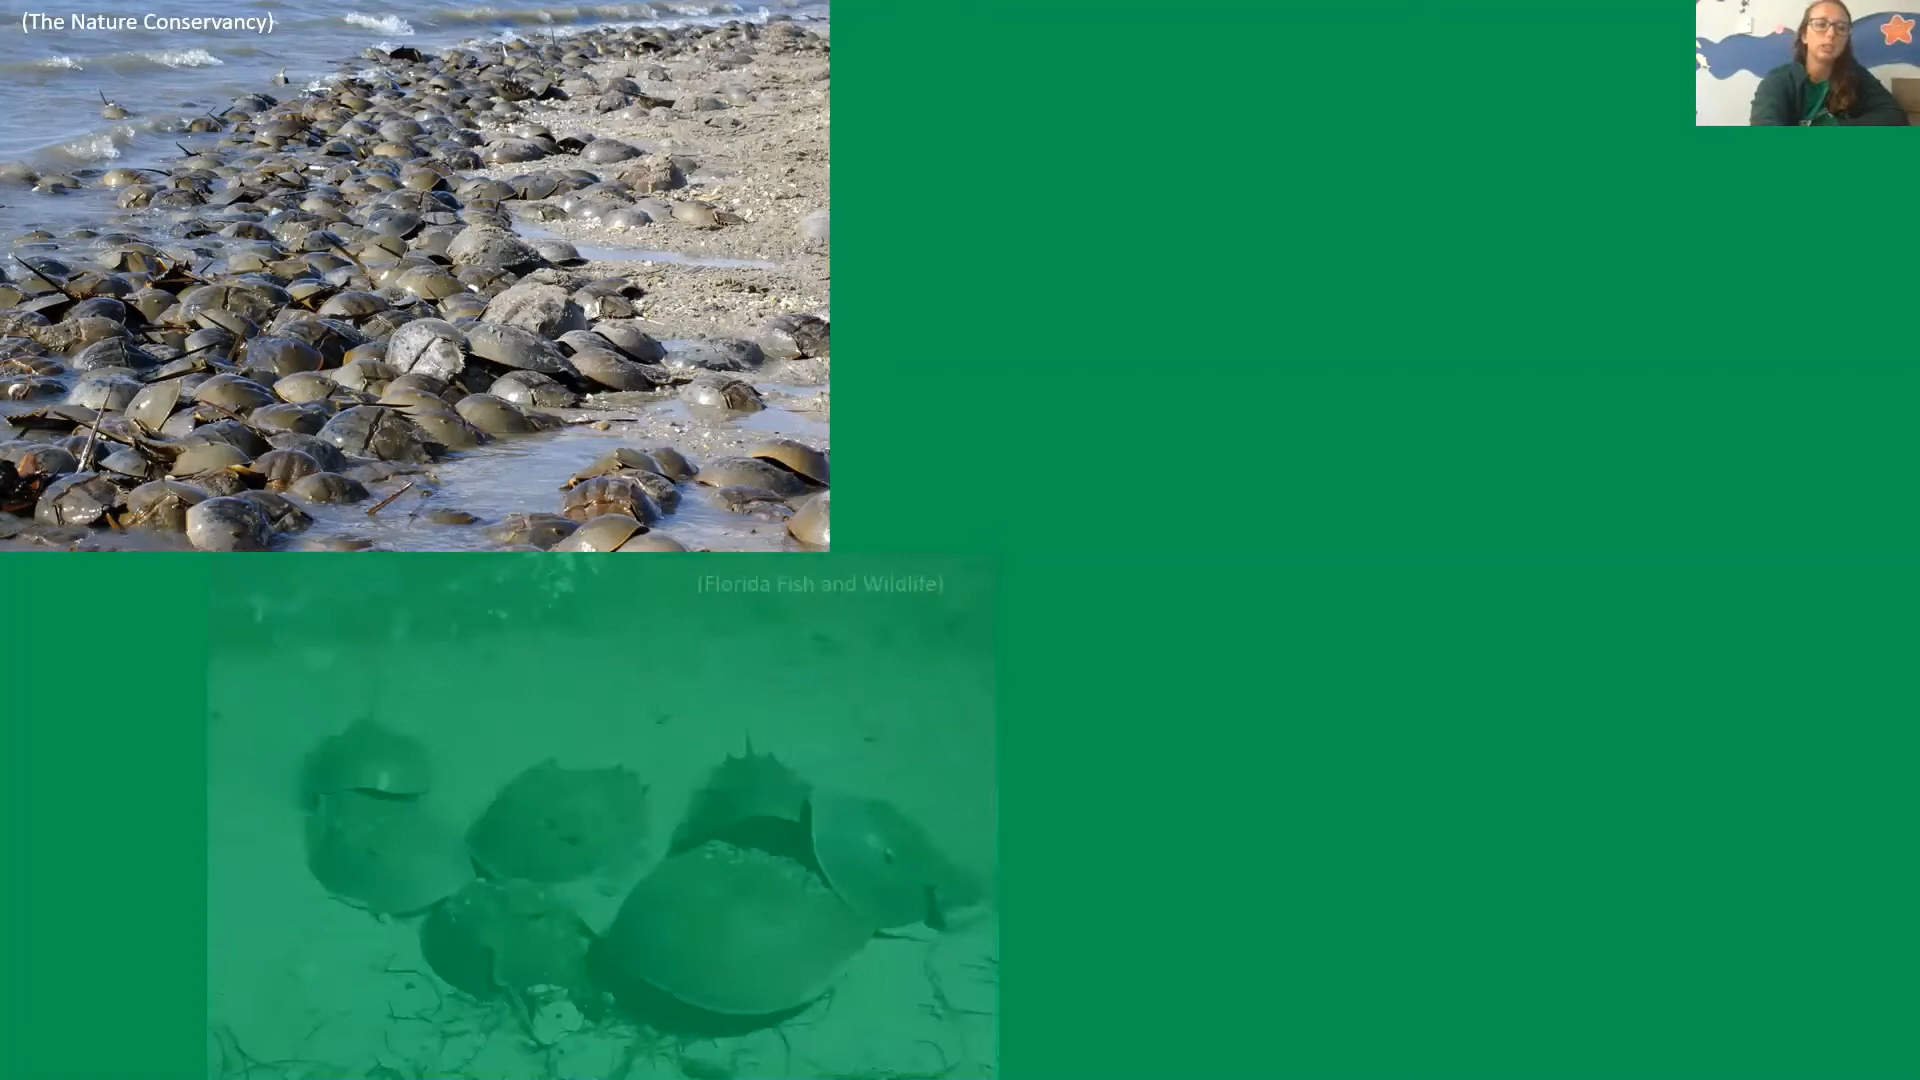 (The Nature Conservancy)
(Florida Fish and Wildlife)